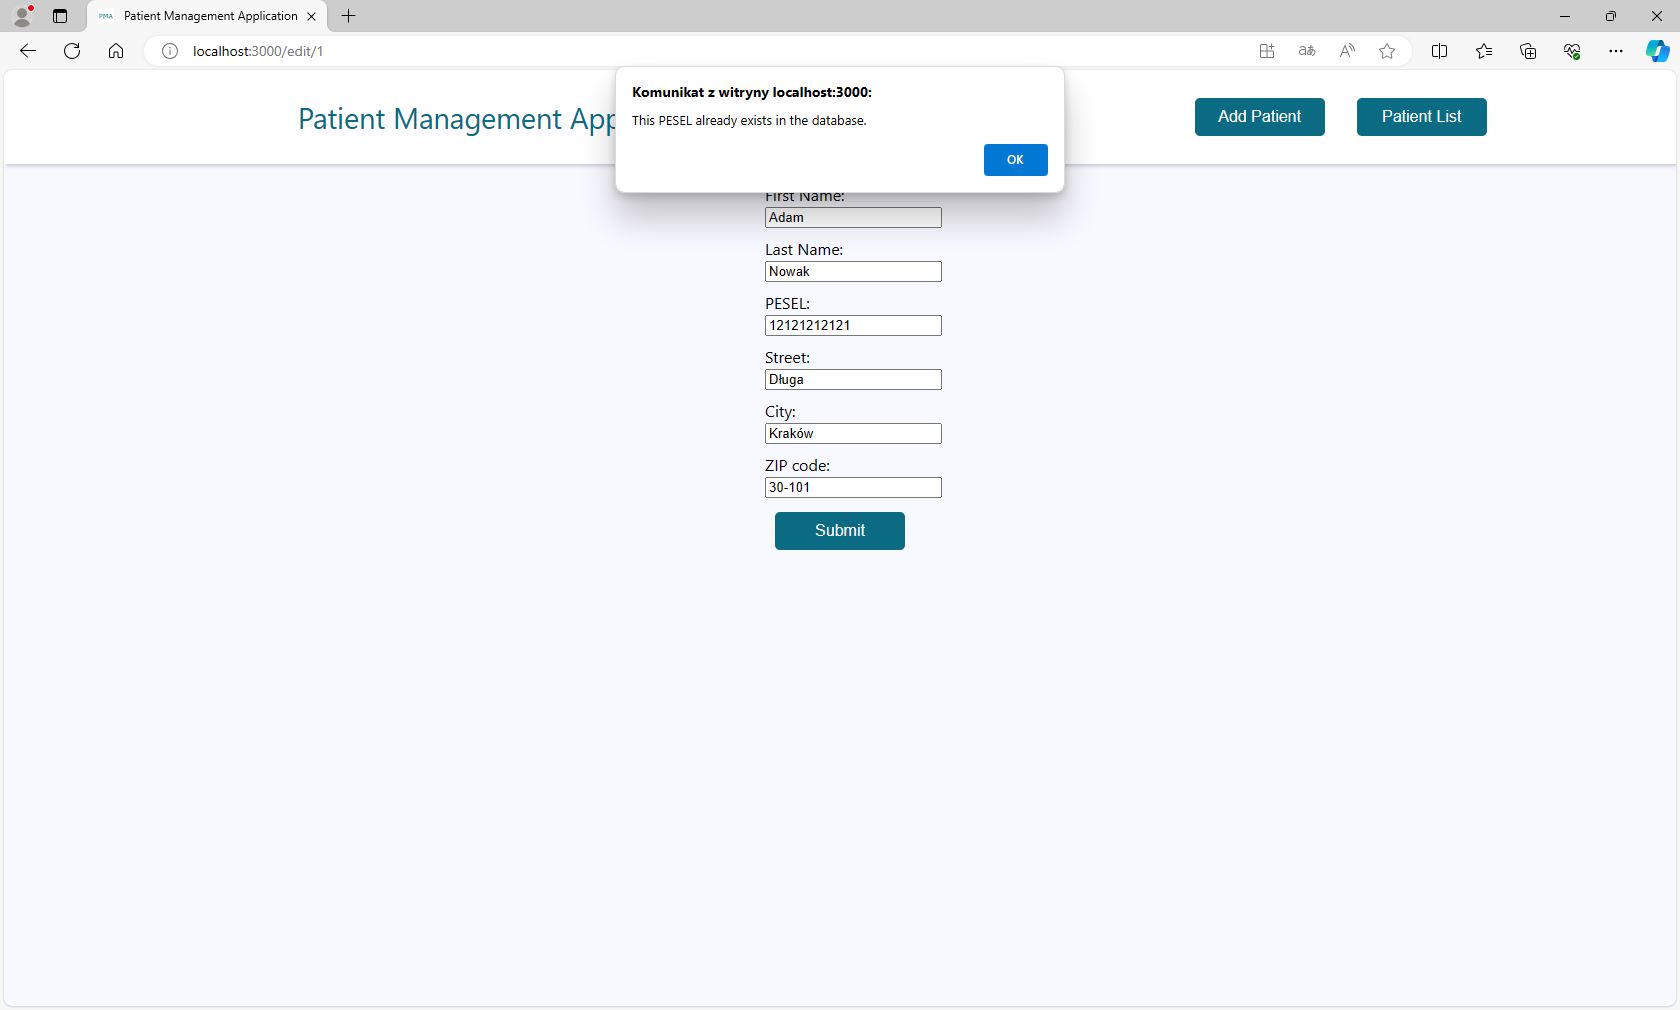 PMA Patient Management Application
localhost:3000/edit/1
Komunikat z witryny localhost:3000:
This PESEL already exists in the database.
OK
Patient Management App
Add Patient
Patient List
First Name:
Adam
Last Name:
Nowak
PESEL:
12121212121
Street:
Długa
City:
Kraków
ZIP code:
30-101
Submit